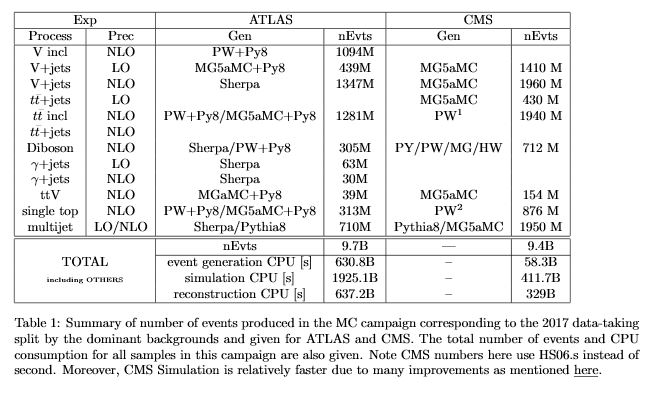 Exp ATLAS CMS
Process Prec Gen nEvts Gen nEvts
V incl NLO PW+Py8 1094M
V+jets LO MG5aMC+Py8 439M MG5aMC 1410 M
V+jets NLO Sherpa 1347M MG5aMC 1960 M
tt̄+jets LO MG5aMC 430 M
tt̄ incl NLO PW+Py8/MG5aMC+Py8 1281M PW¹ 1940 M
tt̄+jets NLO
Diboson NLO Sherpa/PW+Py8 305M PY/PW/MG/HW 712 M
γ+jets LO Sherpa 63M
γ+jets NLO Sherpa 30M
ttV NLO MGaMC+Py8 39M MG5aMC 154 M
single top NLO PW+Py8/MG5aMC+Py8 313M PW² 876 M
multijet LO/NLO Sherpa/Pythia8 710M Pythia8/MG5aMC 1950 M
nEvts 9.7B — 9.4B
TOTAL event generation CPU [s] 630.8B – 58.3B
including OTHERS simulation CPU [s] 1925.1B – 411.7B
reconstruction CPU [s] 637.2B – 329B
Table 1: Summary of number of events produced in the MC campaign corresponding to the 2017 data-taking
split by the dominant backgrounds and given for ATLAS and CMS. The total number of events and CPU
consumption for all samples in this campaign are also given. Note CMS numbers here use HS06.s instead of
second. Moreover, CMS Simulation is relatively faster due to many improvements as mentioned here.